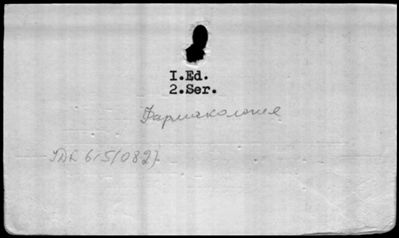 I.Ed.
2.Ser.
Фармакология
УДК 615(082)